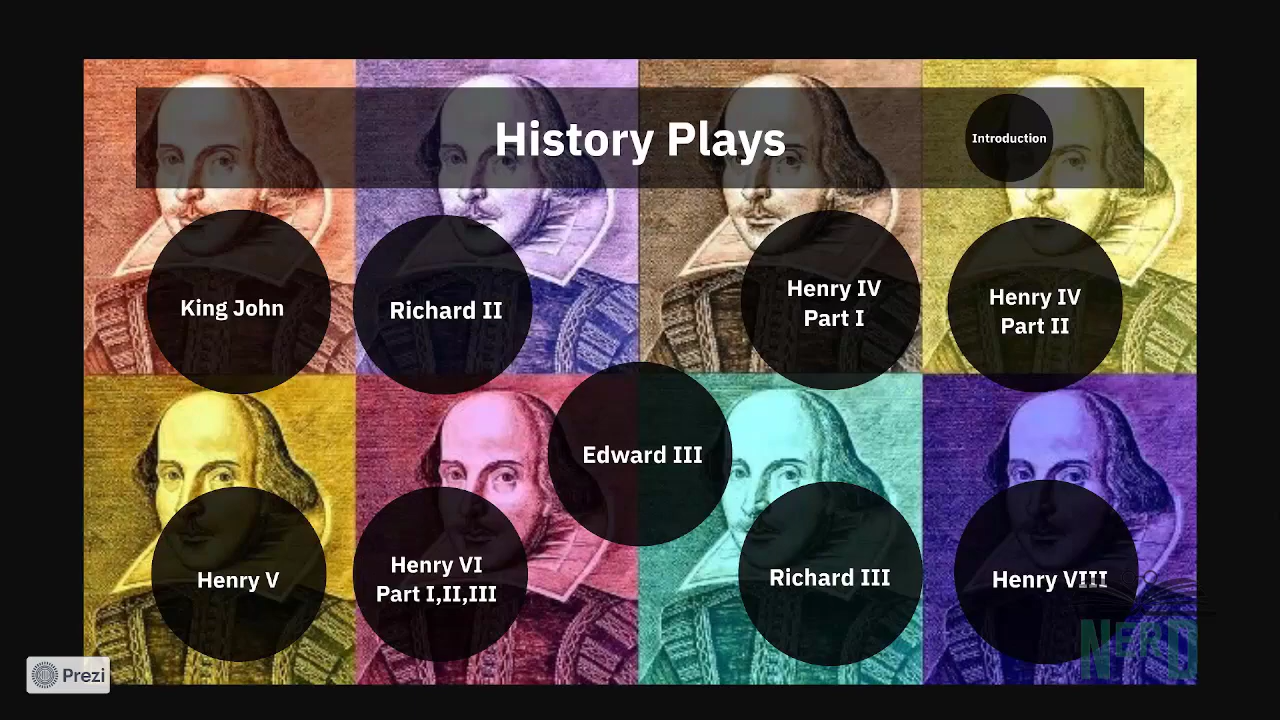 History Plays
Introduction
King John
Richard II
Henry IV
Part I
Henry IV
Part II
Edward III
Henry V
Henry VI
Part I,II,III
Richard III
Henry VIII
NERD
Prezi